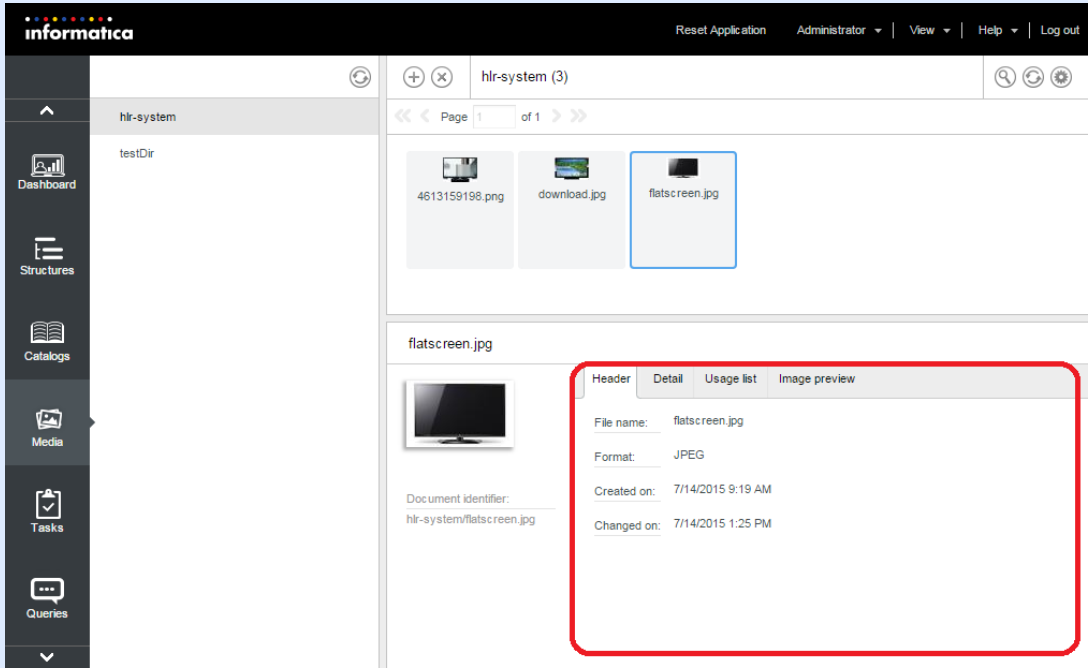 informatica
Reset Application Administrator View Help Log out
hlr-system (3)
hlr-system
testDir
Page 1 of 1
4613159198.png
download.jpg
flatscreen.jpg
Dashboard
Structures
Catalogs
Media
Tasks
Queries
flatscreen.jpg
Document identifier:
hlr-system/flatscreen.jpg
Header Detail Usage list Image preview
File name: flatscreen.jpg
Format: JPEG
Created on: 7/14/2015 9:19 AM
Changed on: 7/14/2015 1:25 PM